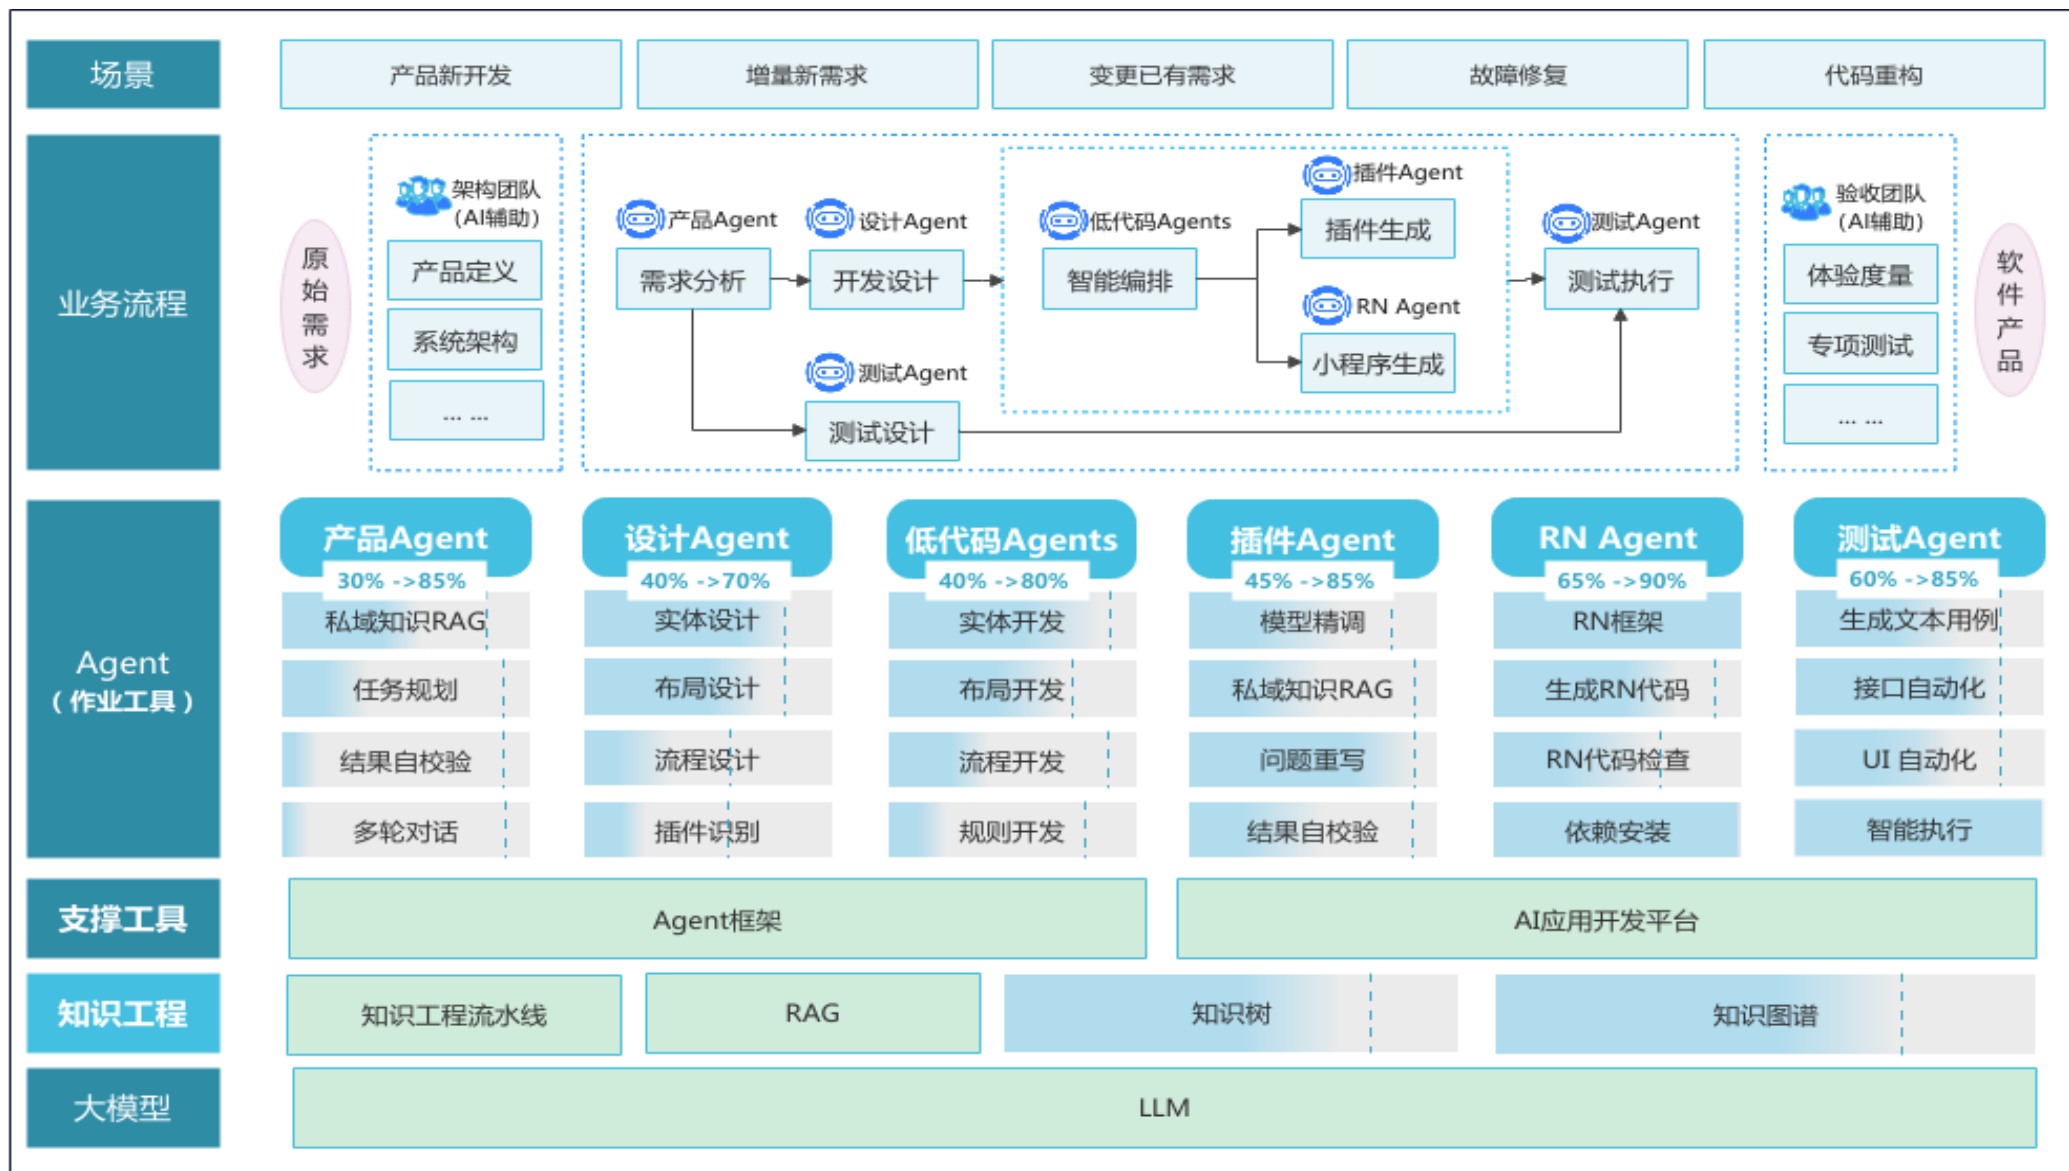 场景
产品新开发
增量新需求
变更已有需求
故障修复
代码重构
业务流程
原始需求
架构团队
（AI辅助）
产品定义
系统架构
... ...
产品Agent
需求分析
设计Agent
开发设计
测试Agent
测试设计
低代码Agents
智能编排
插件Agent
插件生成
RN Agent
小程序生成
测试Agent
测试执行
验收团队
（AI辅助）
体验度量
专项测试
... ...
软件产品
Agent
（作业工具）
产品Agent
30% ->85%
私域知识RAG
任务规划
结果自校验
多轮对话
设计Agent
40% ->70%
实体设计
布局设计
流程设计
插件识别
低代码Agents
40% ->80%
实体开发
布局开发
流程开发
规则开发
插件Agent
45% ->85%
模型精调
私域知识RAG
问题重写
结果自校验
RN Agent
65% ->90%
RN框架
生成RN代码
RN代码检查
依赖安装
测试Agent
60% ->85%
生成文本用例
接口自动化
UI 自动化
智能执行
支撑工具
Agent框架
AI应用开发平台
知识工程
知识工程流水线
RAG
知识树
知识图谱
大模型
LLM